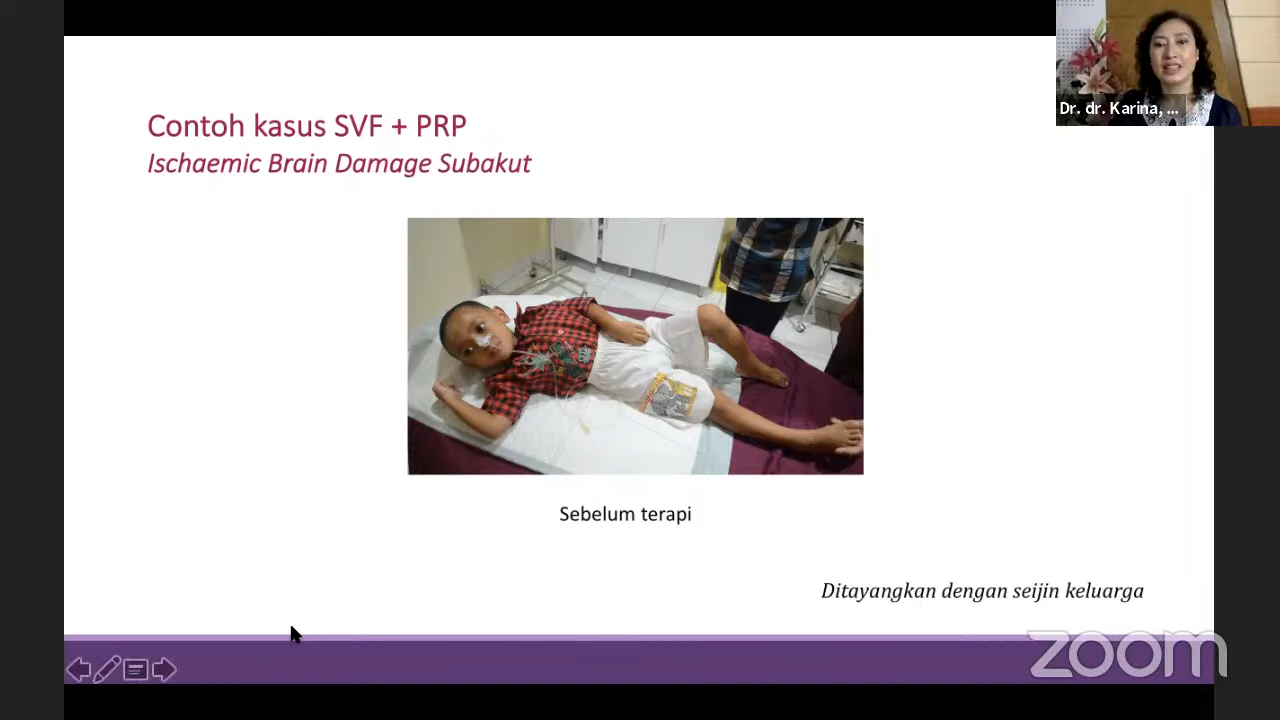 Contoh kasus SVF + PRP
Ischaemic Brain Damage Subakut
Dr. dr. Karina, ...
Sebelum terapi
Ditayangkan dengan seijin keluarga
zoom